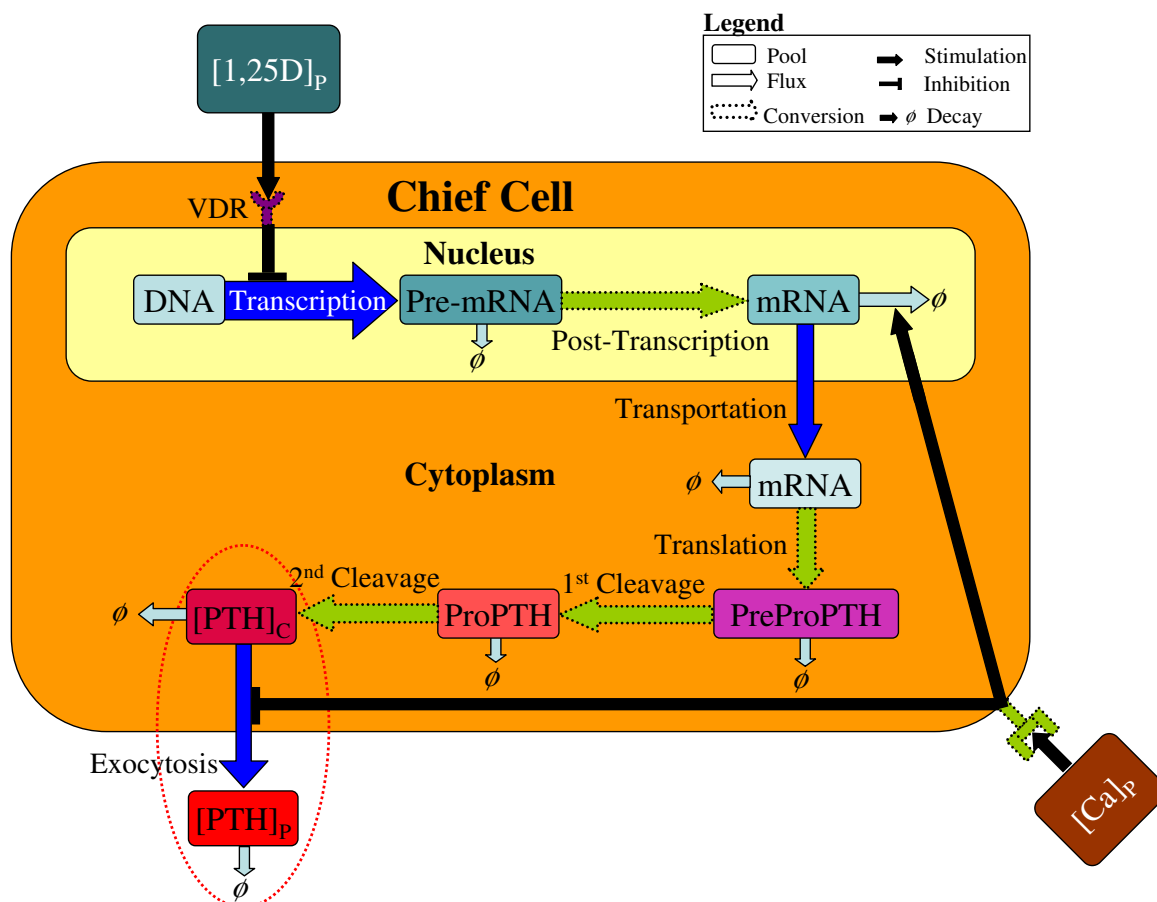 Legend
Pool
Stimulation
Flux
Inhibition
Conversion
ϕ Decay
[1,25D]P
VDR
Chief Cell
Nucleus
DNA
Transcription
Pre-mRNA
mRNA
ϕ
ϕ
Post-Transcription
Transportation
Cytoplasm
ϕ
mRNA
Translation
2nd Cleavage
1st Cleavage
ϕ
[PTH]C
ProPTH
PreProPTH
ϕ
ϕ
Exocytosis
[PTH]P
ϕ
[Ca]P